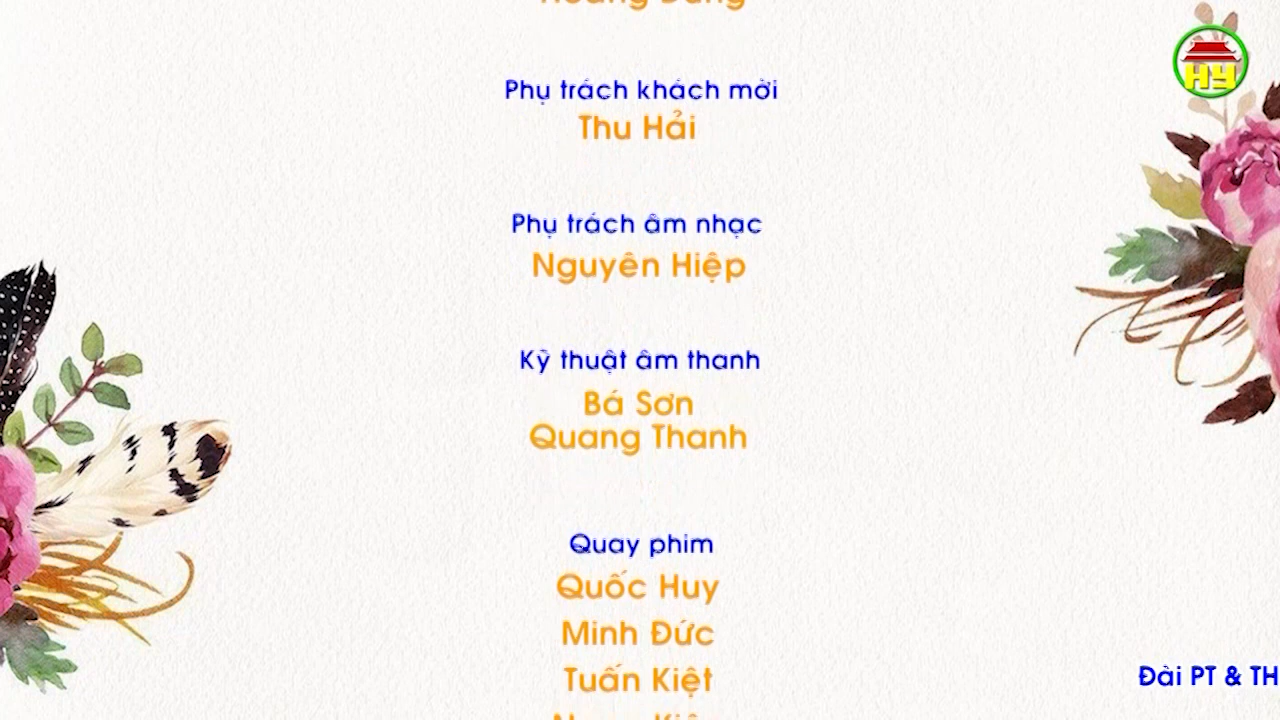 HY
Phụ trách khách mời
Thu Hải
Phụ trách âm nhạc
Nguyên Hiệp
Kỹ thuật âm thanh
Bá Sơn
Quang Thanh
Quay phim
Quốc Huy
Minh Đức
Tuấn Kiệt
Đài PT & TH